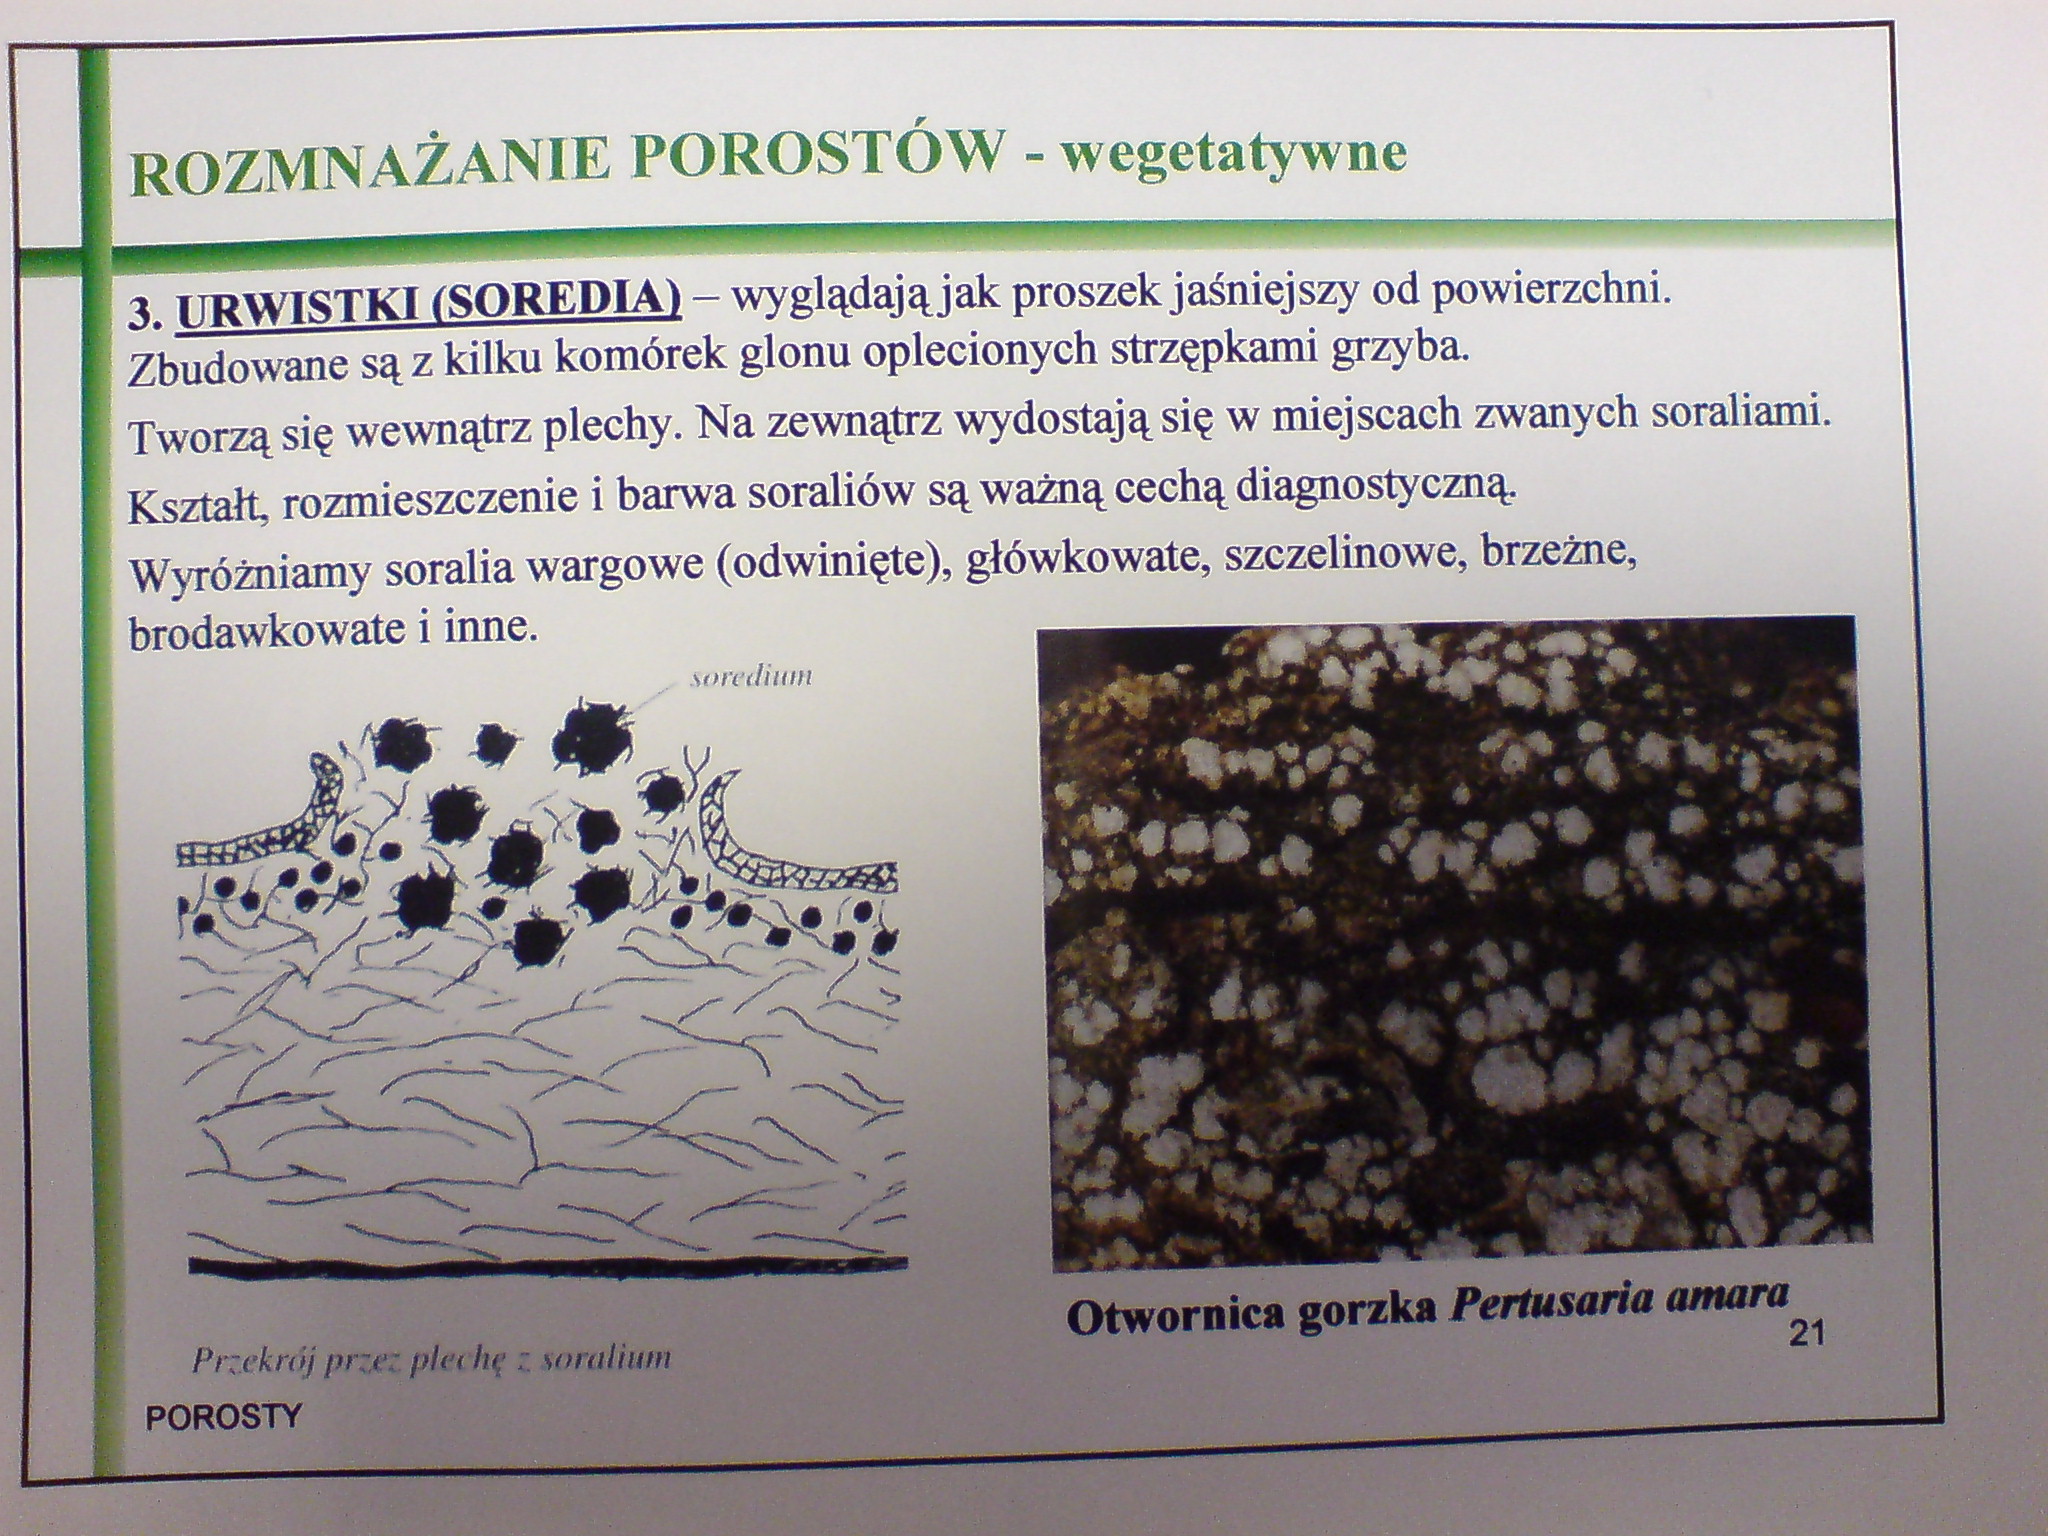 ROZMNAŻANIE POROSTÓW - wegetatywne
3. URWISTKI (SOREDIA) – wyglądają jak proszek jaśniejszy od powierzchni.
Zbudowane są z kilku komórek glonu oplecionych strzępkami grzyba.
Tworzą się wewnątrz plechy. Na zewnątrz wydostają się w miejscach zwanych soraliami.
Kształt, rozmieszczenie i barwa soraliów są ważną cechą diagnostyczną.
Wyróżniamy soralia wargowe (odwinięte), główkowate, szczelinowe, brzeżne,
brodawkowate i inne.
soredium
Przekrój przez plechę z soralium
Otwornica gorzka Pertusaria amara
21
POROSTY